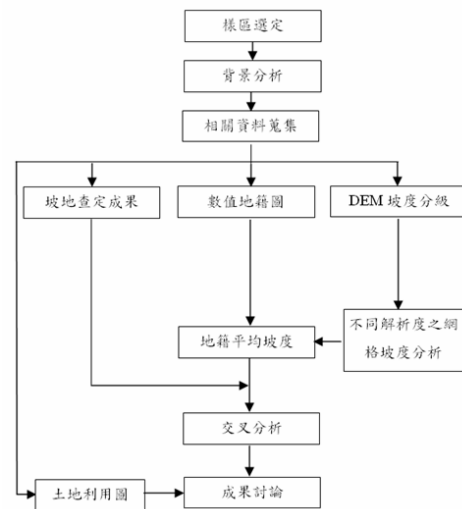 樣區選定
背景分析
相關資料蒐集
坡地查定成果
數值地籍圖
DEM 坡度分級
不同解析度之網
格坡度分析
地籍平均坡度
交叉分析
土地利用圖
成果討論